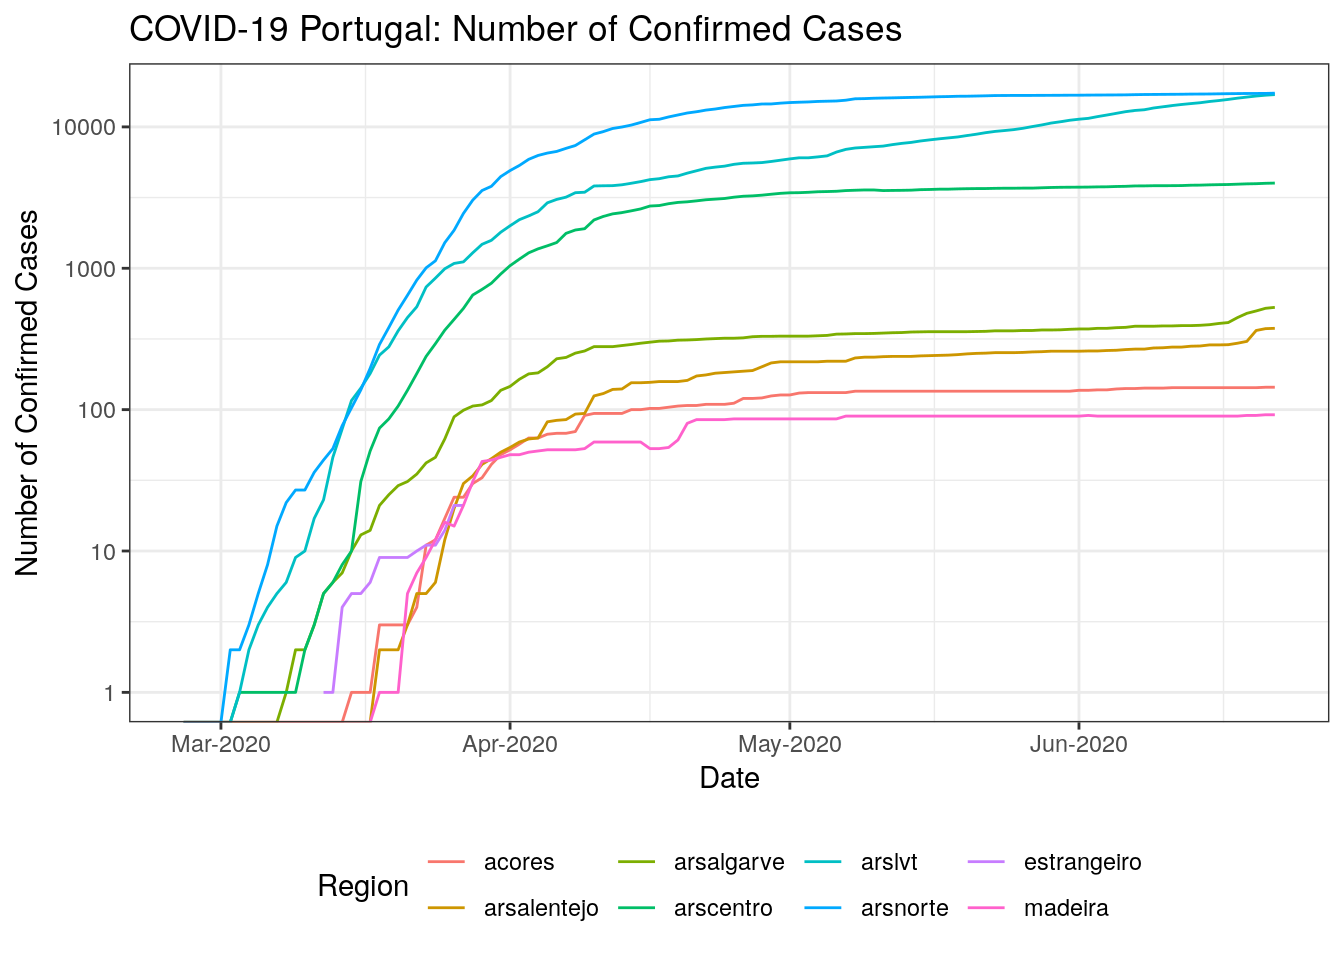 COVID-19 Portugal: Number of Confirmed Cases
Number of Confirmed Cases
10000
1000
100
10
1
Mar-2020 Apr-2020 May-2020 Jun-2020
Date
Region
acores arsalgarve arslvt estrangeiro
arsalentejo arscentro arsnorte madeira